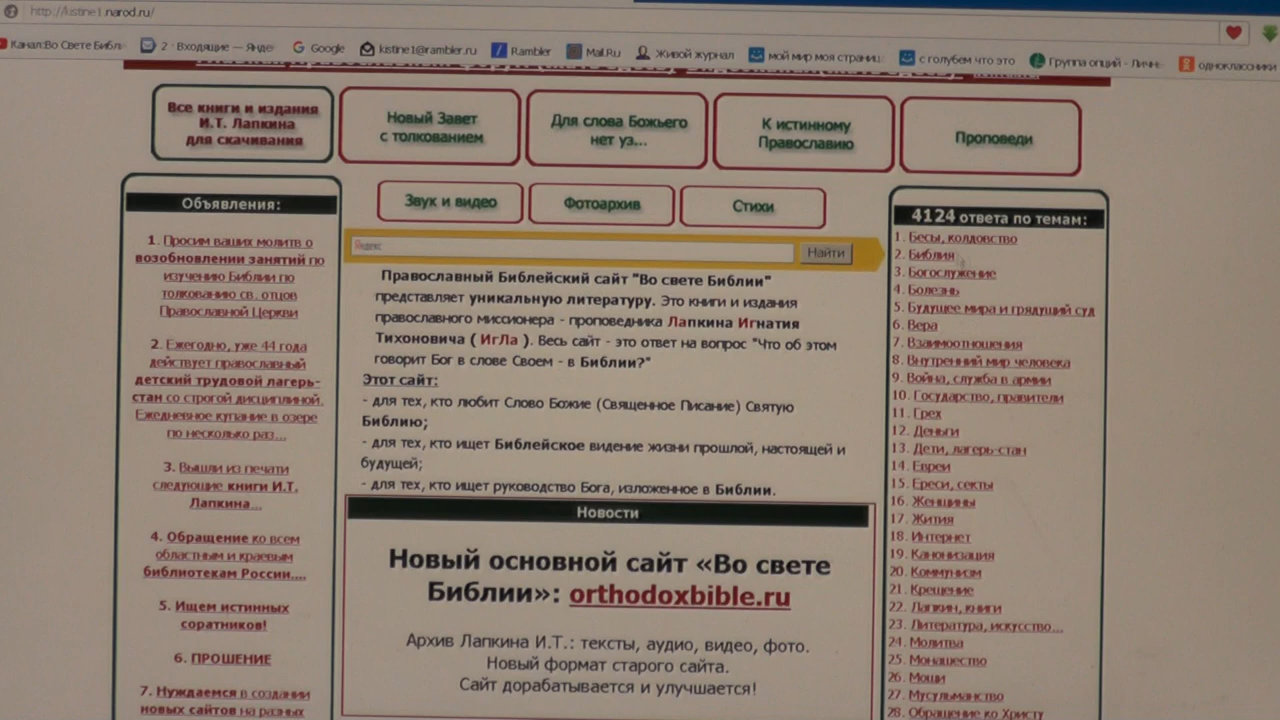 http://kistine1.narod.ru/
Канал:Во Свете Библ
2 · Входящие — Янде
Google
kistine1@rambler.ru
Rambler
Mail.Ru
Живой журнал
мой мир моя страниц
с голубем что это
Группа опций - Личн
одноклассники
Все книги и издания
И.Т. Лапкина
для скачивания
Новый Завет
с толкованием
Для слова Божьего
нет уз...
К истинному
Православию
Проповеди
Звук и видео
Фотоархив
Стихи
Яндекс
Найти
Объявления:
1. Просим ваших молитв о
возобновлении занятий по
изучению Библии по
толкованию св. отцов
Православной Церкви
2. Ежегодно, уже 44 года
действует православный
детский трудовой лагерь-
стан со строгой дисциплиной.
Ежедневное купание в озере
по несколько раз...
3. Вышли из печати
следующие книги И.Т.
Лапкина...
4. Обращение ко всем
областным и краевым
библиотекам России....
5. Ищем истинных
соратников!
6. ПРОШЕНИЕ
7. Нуждаемся в создании
новых сайтов на разных
Православный Библейский сайт "Во свете Библии"
представляет уникальную литературу. Это книги и издания
православного миссионера - проповедника Лапкина Игнатия
Тихоновича ( ИгЛа ). Весь сайт - это ответ на вопрос "Что об этом
говорит Бог в слове Своем - в Библии?"
Этот сайт:
- для тех, кто любит Слово Божие (Священное Писание) Святую
Библию;
- для тех, кто ищет Библейское видение жизни прошлой, настоящей и
будущей;
- для тех, кто ищет руководство Бога, изложенное в Библии.
Новости
Новый основной сайт «Во свете
Библии»: orthodoxbible.ru
Архив Лапкина И.Т.: тексты, аудио, видео, фото.
Новый формат старого сайта.
Сайт дорабатывается и улучшается!
4124 ответа по темам:
1. Бесы, колдовство
2. Библия
3. Богослужение
4. Болезнь
5. Будущее мира и грядущий суд
6. Вера
7. Взаимоотношения
8. Внутренний мир человека
9. Война, служба в армии
10. Государство, правители
11. Грех
12. Деньги
13. Дети, лагерь-стан
14. Евреи
15. Ереси, секты
16. Женщины
17. Жития
18. Интернет
19. Канонизация
20. Коммунизм
21. Крещение
22. Лапкин, книги
23. Литература, искусство...
24. Молитва
25. Монашество
26. Мощи
27. Мусульманство
28. Обращение ко Христу